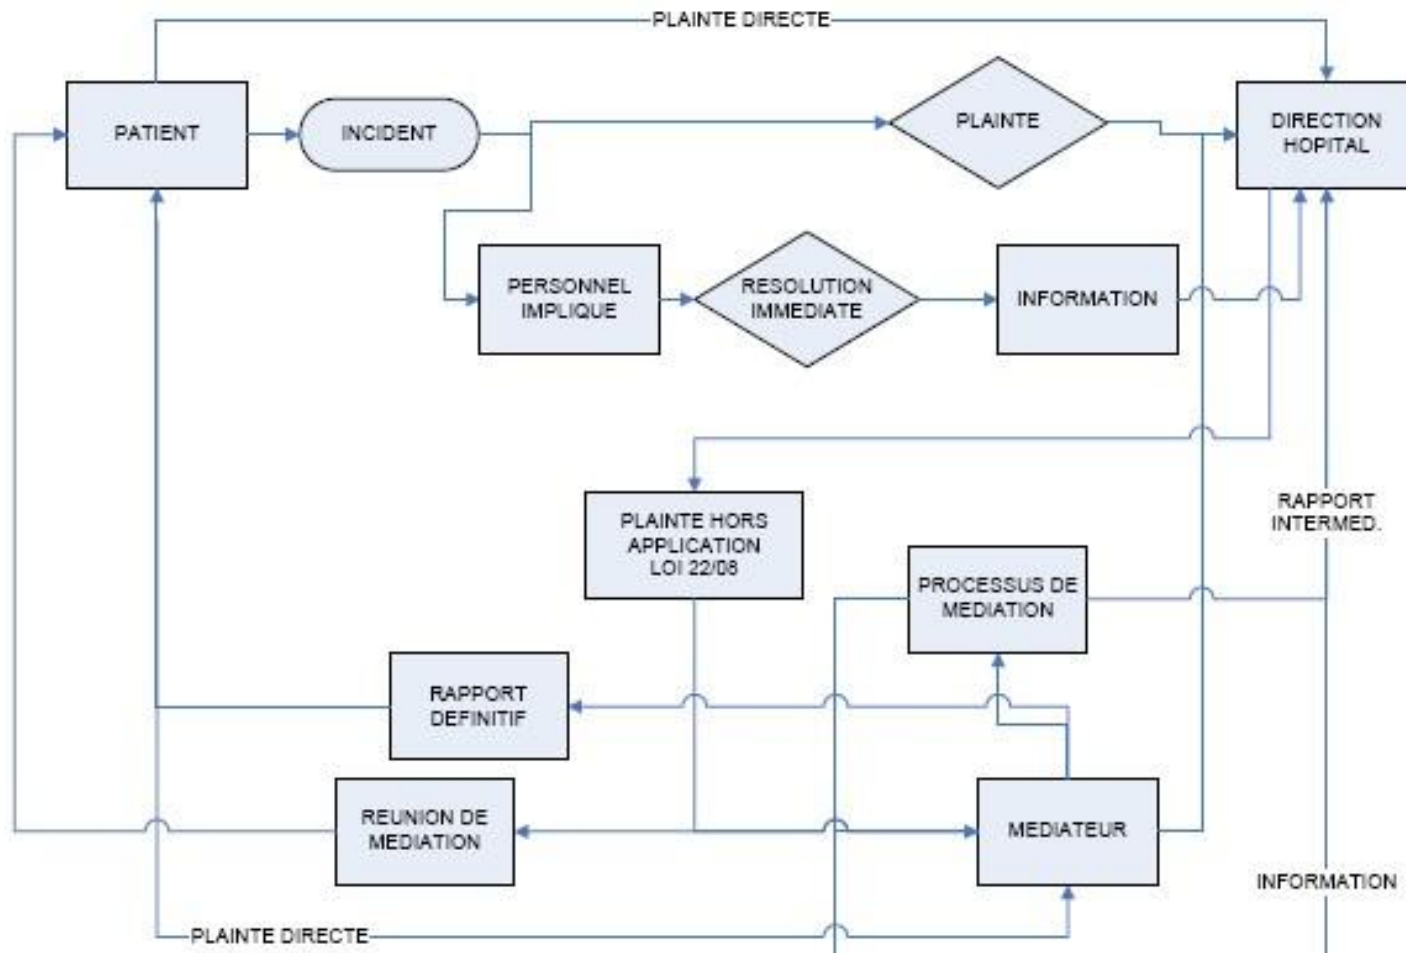 PLAINTE DIRECTE
PATIENT
INCIDENT
PLAINTE
DIRECTION
HOPITAL
PERSONNEL
IMPLIQUE
RESOLUTION
IMMEDIATE
INFORMATION
PLAINTE HORS
APPLICATION
LOI 22/08
RAPPORT
INTERMED.
PROCESSUS DE
MEDIATION
RAPPORT
DEFINITIF
REUNION DE
MEDIATION
MEDIATEUR
INFORMATION
PLAINTE DIRECTE